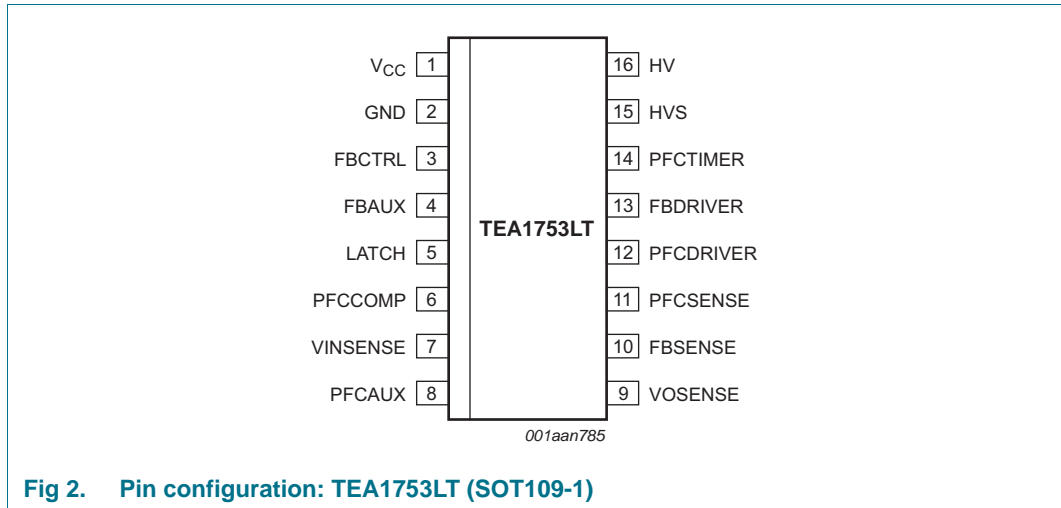 V_CC 1 16 HV
GND 2 15 HVS
FBCTRL 3 14 PFCTIMER
FBAUX 4 13 FBDRIVER
TEA1753LT
LATCH 5 12 PFCDRIVER
PFCCOMP 6 11 PFCSENSE
VINSENSE 7 10 FBSENSE
PFCAUX 8 9 VOSENSE
001aan785
Fig 2. Pin configuration: TEA1753LT (SOT109-1)